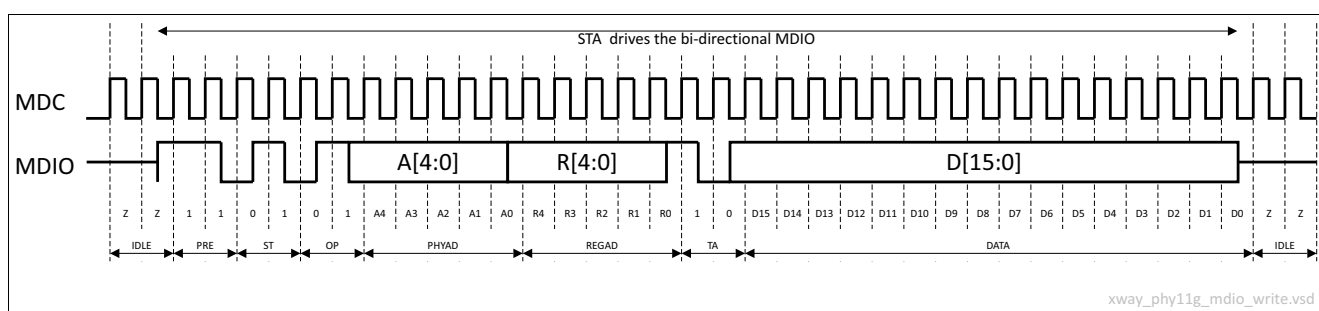 STA drives the bi-directional MDIO
MDC
MDIO
A[4:0] R[4:0] D[15:0]
Z Z 1 1 0 1 0 1 A4 A3 A2 A1 A0 R4 R3 R2 R1 R0 1 0 D15 D14 D13 D12 D11 D10 D9 D8 D7 D6 D5 D4 D3 D2 D1 D0 Z Z
IDLE PRE ST OP PHYAD REGAD TA DATA IDLE
xway_phy11g_mdio_write.vsd